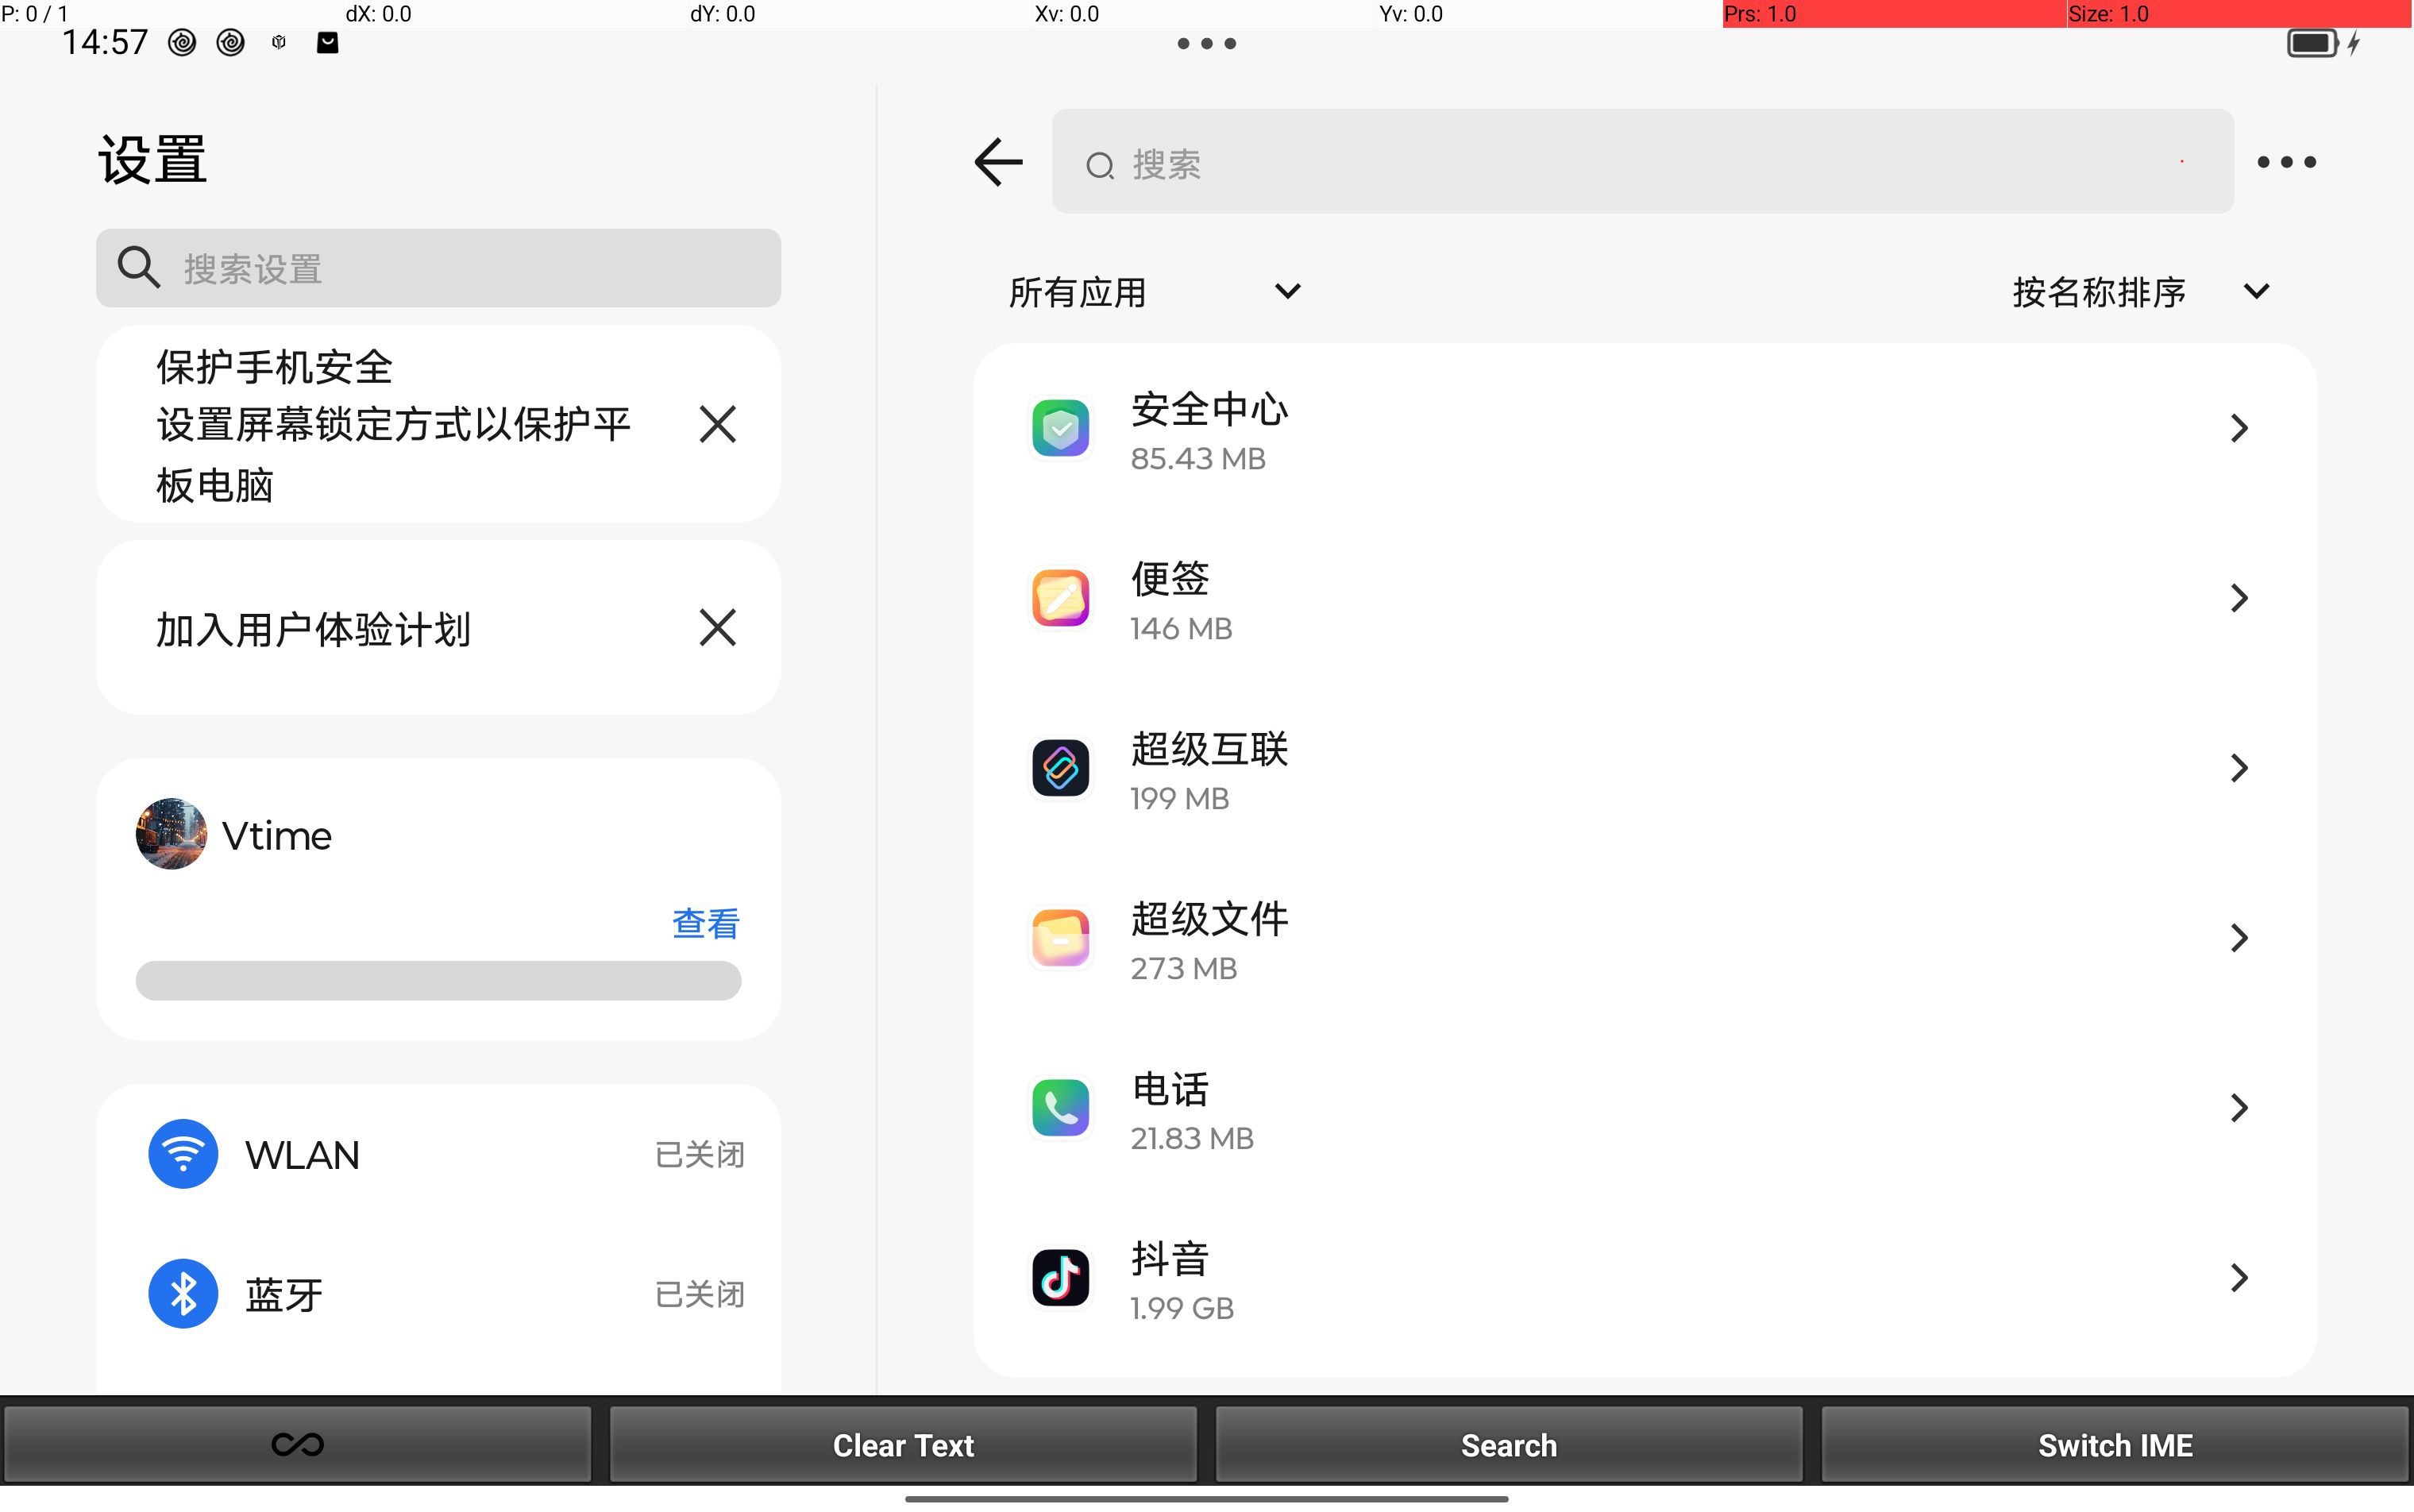 P: 0 / 1
dX: 0.0
dY: 0.0
Xv: 0.0
Yv: 0.0
Prs: 1.0
Size: 1.0
14:57
设置
搜索设置
保护手机安全
设置屏幕锁定方式以保护平
板电脑
加入用户体验计划
Vtime
查看
WLAN
已关闭
蓝牙
已关闭
搜索
所有应用
按名称排序
安全中心
85.43 MB
便签
146 MB
超级互联
199 MB
超级文件
273 MB
电话
21.83 MB
抖音
1.99 GB
Clear Text
Search
Switch IME